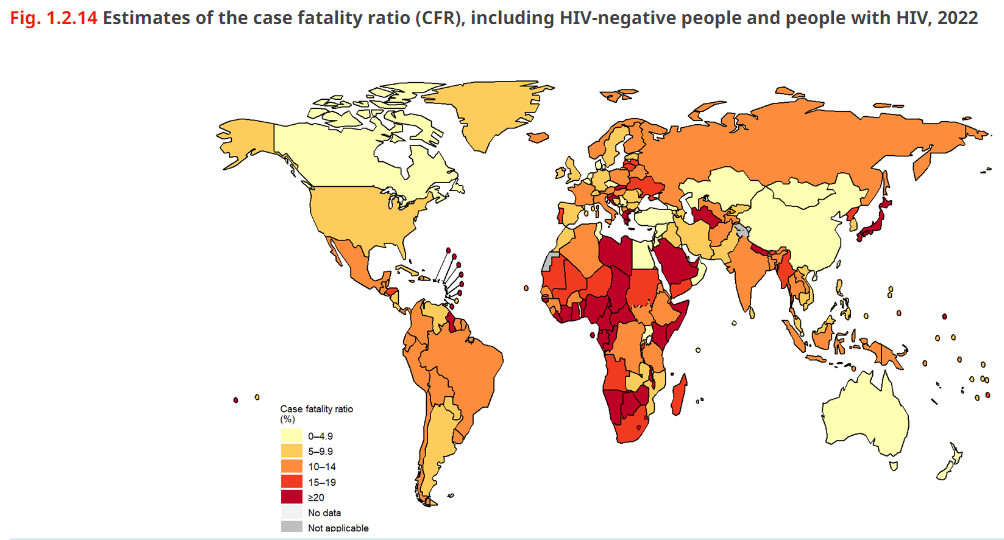 Fig. 1.2.14 Estimates of the case fatality ratio (CFR), including HIV-negative people and people with HIV, 2022
Case fatality ratio
(%)
0–4.9
5–9.9
10–14
15–19
≥20
No data
Not applicable